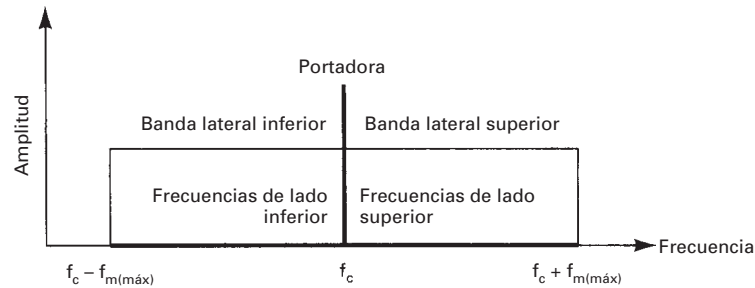 Amplitud
Portadora
Banda lateral inferior Banda lateral superior
Frecuencias de lado inferior
Frecuencias de lado superior
Frecuencia
f_c – f_m(máx) f_c f_c + f_m(máx)